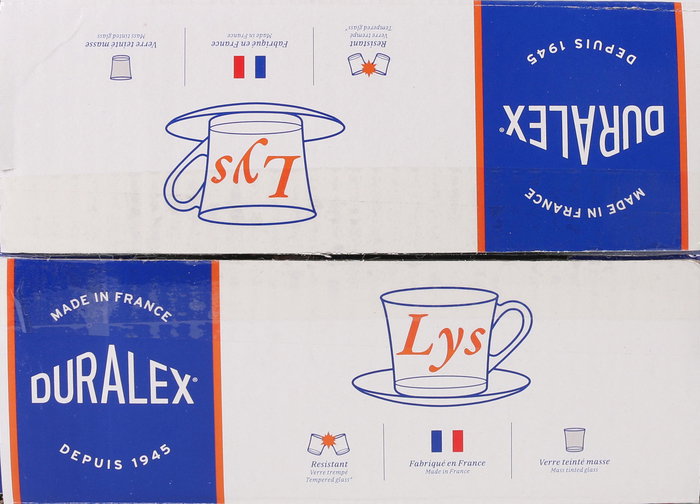 Verre teinté masse
Mass tinted glass
Fabriqué en France
Made in France
Resistant
Verre trempé
Tempered glass"
Lys
DEPUIS 1945
DURALEX®
MADE IN FRANCE
MADE IN FRANCE
DURALEX®
DEPUIS 1945
Lys
Resistant
Verre trempé
Tempered glass"
Fabriqué en France
Made in France
Verre teinté masse
Mass tinted glass